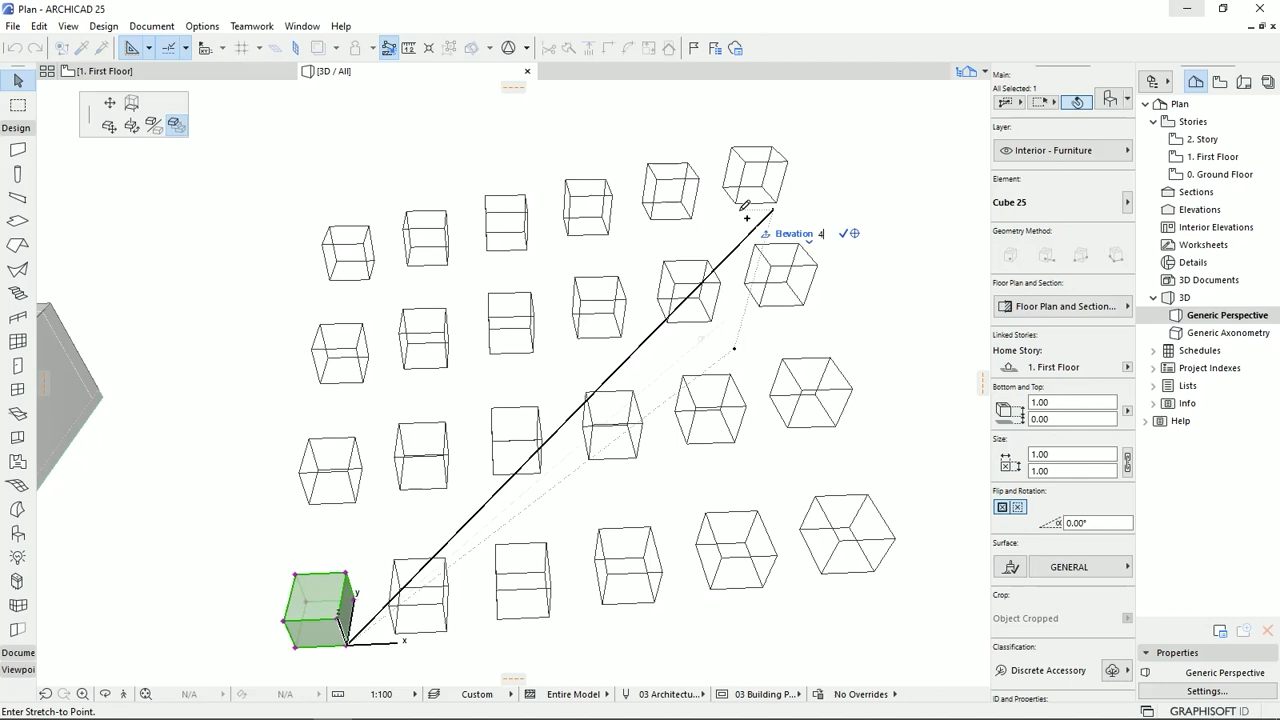 Plan - ARCHICAD 25
File Edit View Design Document Options Teamwork Window Help
[1. First Floor]
[3D / All]
Design
Docume
Viewpoi
Elevation 4
x
y
z
Main:
All Selected: 1
Layer:
Interior - Furniture
Element:
Cube 25
Geometry Method:
Floor Plan and Section:
Floor Plan and Section...
Linked Stories:
Home Story:
1. First Floor
Bottom and Top:
1.00
0.00
Size:
1.00
1.00
Flip and Rotation:
α 0.00°
Surface:
GENERAL
Crop:
Object Cropped
Classification:
Discrete Accessory
ID and Properties:
Plan
Stories
2. Story
1. First Floor
0. Ground Floor
Sections
Elevations
Interior Elevations
Worksheets
Details
3D Documents
3D
Generic Perspective
Generic Axonometry
Schedules
Project Indexes
Lists
Info
Help
Properties
Generic Perspective
Settings...
N/A N/A 1:100 Custom Entire Model 03 Architectu... 03 Building P... No Overrides
Enter Stretch-to Point.
GRAPHISOFT ID